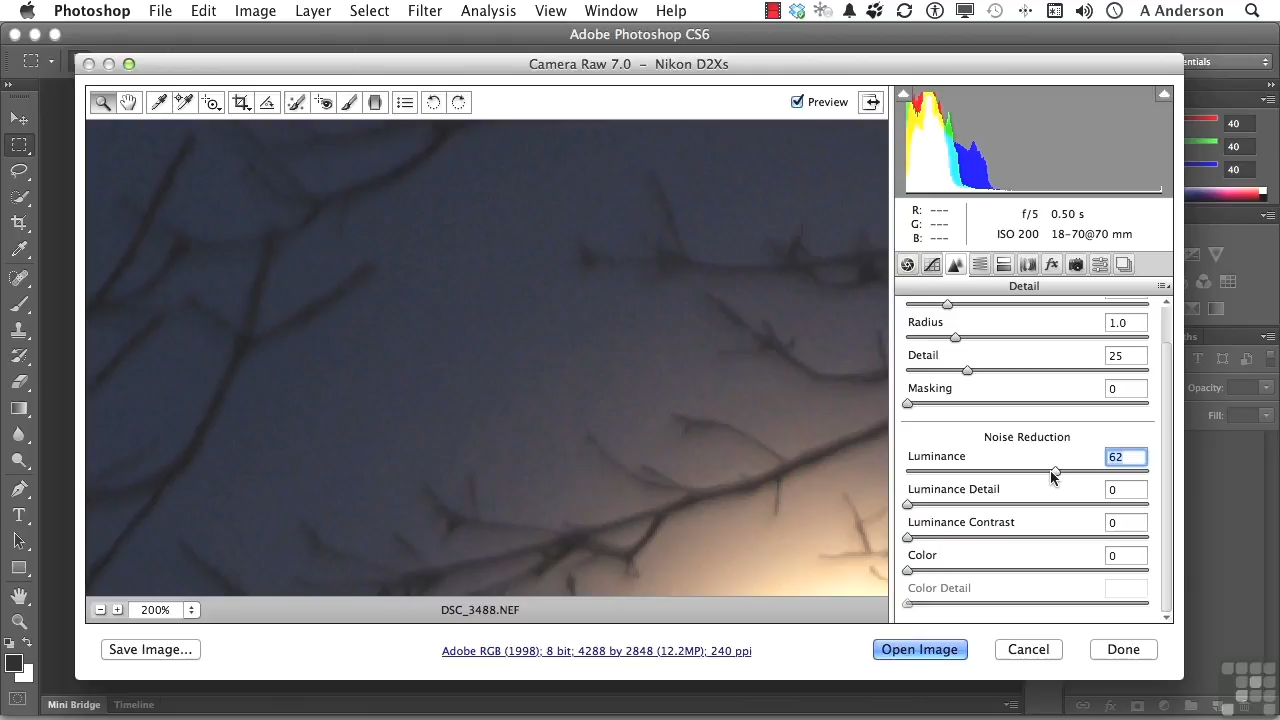 Photoshop File Edit Image Layer Select Filter Analysis View Window Help A Anderson
Adobe Photoshop CS6
Camera Raw 7.0 – Nikon D2Xs
entials
Preview
40
40
40
R: ---
G: ---
B: ---
f/5 0.50 s
ISO 200 18-70@70 mm
fx
Detail
Radius 1.0
Detail 25
Masking 0
Noise Reduction
Luminance 62
Luminance Detail 0
Luminance Contrast 0
Color 0
Color Detail
ths
Opacity:
Fill:
200%
DSC_3488.NEF
Save Image...
Adobe RGB (1998); 8 bit; 4288 by 2848 (12.2MP); 240 ppi
Open Image
Cancel
Done
Mini Bridge Timeline
fx